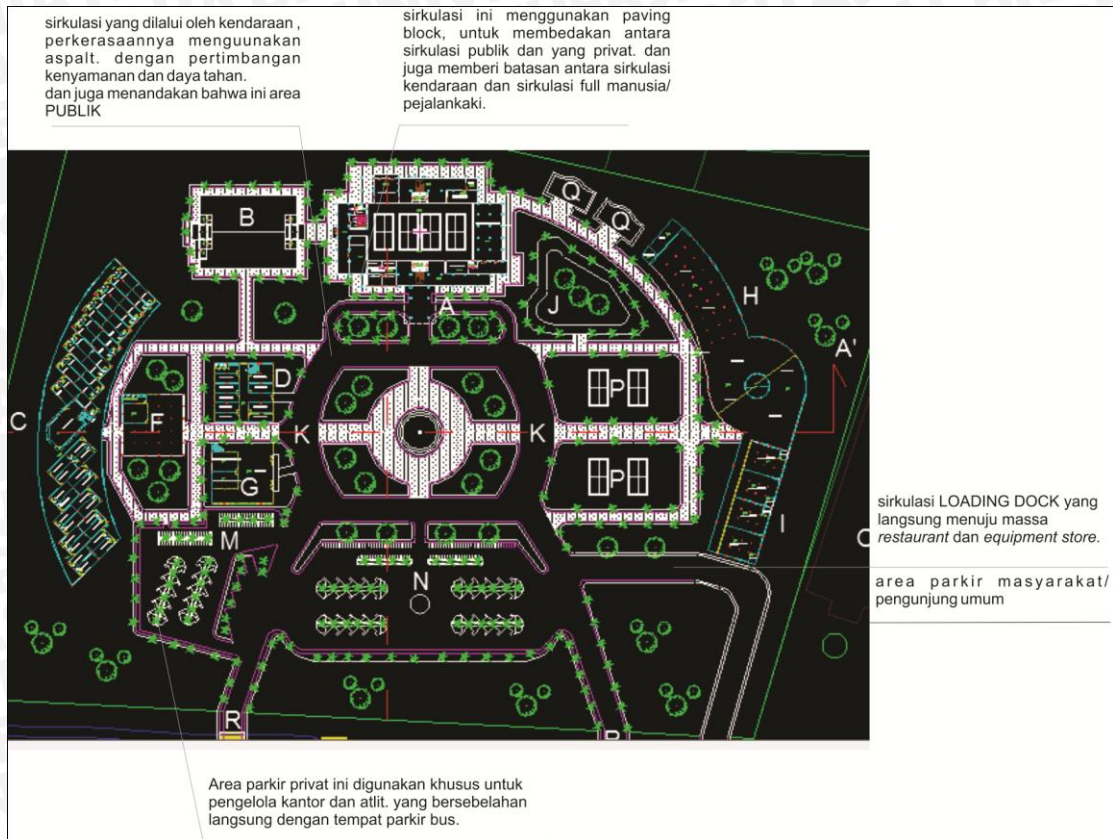 sirkulasi yang dilalui oleh kendaraan ,
perkerasaannya menguunakan
aspalt. dengan pertimbangan
kenyamanan dan daya tahan.
dan juga menandakan bahwa ini area
PUBLIK
sirkulasi ini menggunakan paving
block, untuk membedakan antara
sirkulasi publik dan yang privat. dan
juga memberi batasan antara sirkulasi
kendaraan dan sirkulasi full manusia/
pejalankaki.
B
Q
Q
A
J
H
A'
D
P
C
F
K
K
G
P
I
M
N
R
sirkulasi LOADING DOCK yang
langsung menuju massa
restaurant dan equipment store.
area parkir masyarakat/
pengunjung umum
Area parkir privat ini digunakan khusus untuk
pengelola kantor dan atlit. yang bersebelahan
langsung dengan tempat parkir bus.